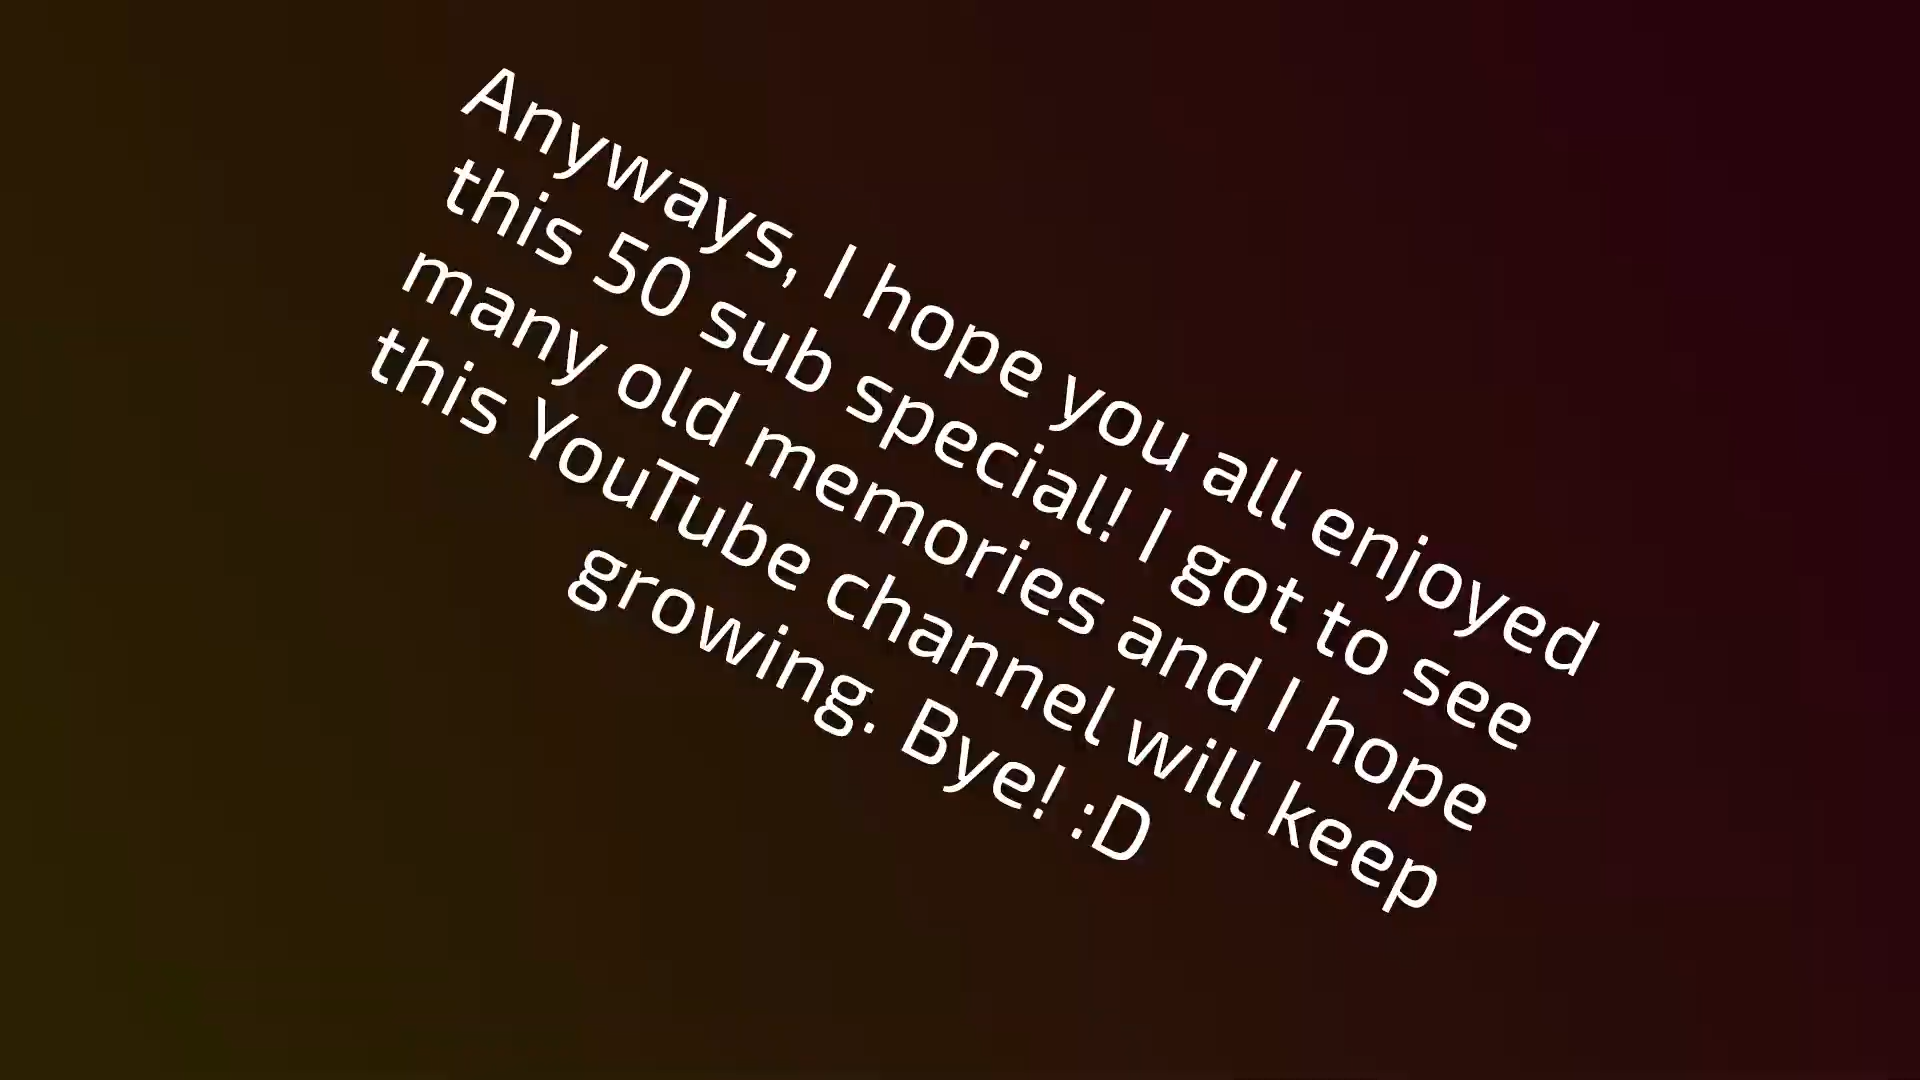 Anyways, I hope you all enjoyed
this 50 sub special! I got to see
many old memories and I hope
this YouTube channel will keep
growing. Bye! :D